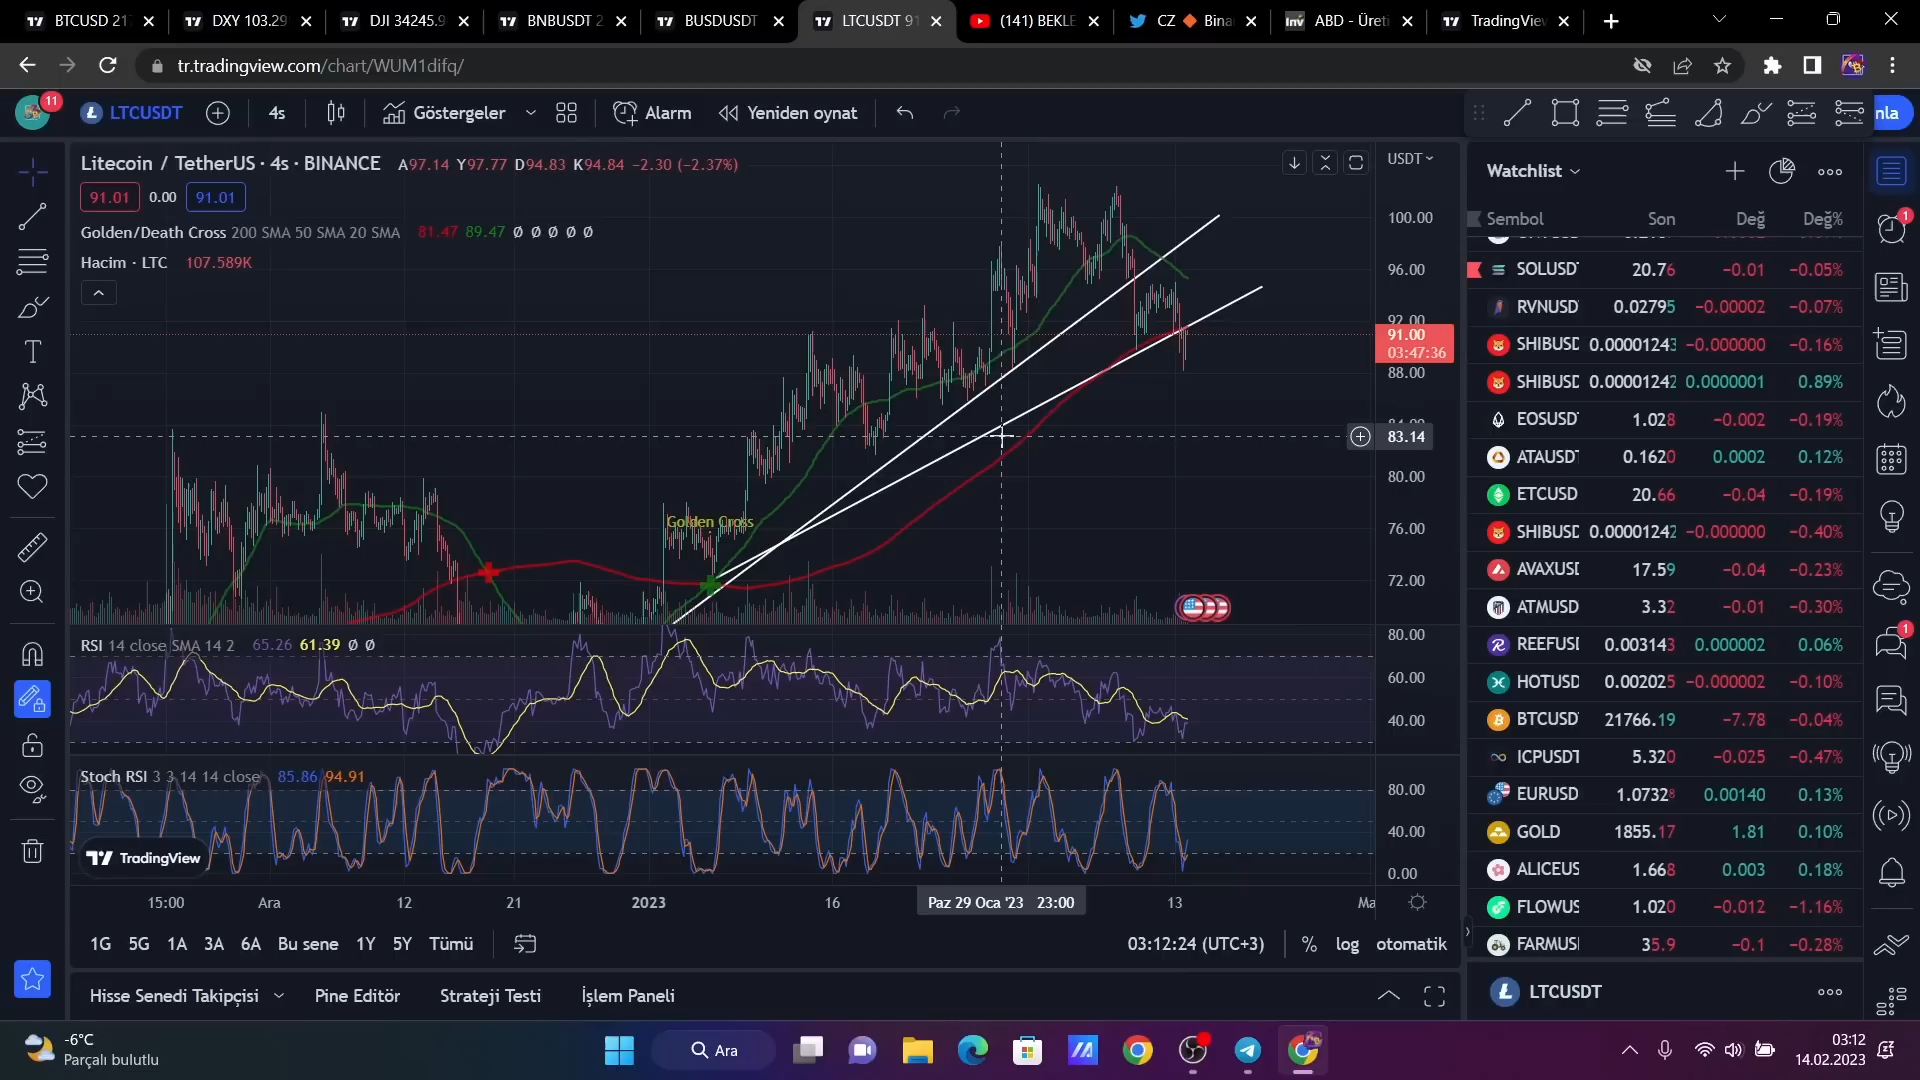 BTCUSD 217
DXY 103.29
DJI 34245.9
BNBUSDT 2
BUSDUSDT
LTCUSDT 91
(141) BEKLE
CZ 🔶 Binan
ABD - Üreti
TradingView
tr.tradingview.com/chart/WUM1difq/
11
LTCUSDT
4s
Göstergeler
Alarm
Yeniden oynat
nla
Litecoin / TetherUS · 4s · BINANCE A97.14 Y97.77 D94.83 K94.84 −2.30 (−2.37%)
91.01 0.00 91.01
Golden/Death Cross 200 SMA 50 SMA 20 SMA 81.47 89.47 Ø Ø Ø Ø Ø
Hacim · LTC 107.589K
Golden Cross
USDT
100.00
96.00
92.00
91.00
03:47:36
88.00
84.00
83.14
80.00
76.00
72.00
RSI 14 close SMA 14 2 65.26 61.39 Ø Ø
80.00
60.00
40.00
Stoch RSI 3 3 14 14 close 85.86 94.91
80.00
40.00
0.00
TradingView
15:00 Ara 12 21 2023 16 Paz 29 Oca '23 23:00 13 Ma
1G 5G 1A 3A 6A Bu sene 1Y 5Y Tümü
03:12:24 (UTC+3) % log otomatik
Hisse Senedi Takipçisi Pine Editör Strateji Testi İşlem Paneli
Watchlist
Sembol Son Değ Değ%
SOLUSDT 20.76 −0.01 −0.05%
RVNUSD 0.02795 −0.00002 −0.07%
SHIBUSD 0.00001243 −0.000000 −0.16%
SHIBUSD 0.00001242 0.0000001 0.89%
EOSUSDT 1.028 −0.002 −0.19%
ATAUSDT 0.1620 0.0002 0.12%
ETCUSD 20.66 −0.04 −0.19%
SHIBUSD 0.00001242 −0.000000 −0.40%
AVAXUSD 17.59 −0.04 −0.23%
ATMUSD 3.32 −0.01 −0.30%
REEFUSD 0.003143 0.000002 0.06%
HOTUSD 0.002025 −0.000002 −0.10%
BTCUSD 21766.19 −7.78 −0.04%
ICPUSDT 5.320 −0.025 −0.47%
EURUSD 1.07328 0.00140 0.13%
GOLD 1855.17 1.81 0.10%
ALICEUS 1.668 0.003 0.18%
FLOWUS 1.020 −0.012 −1.16%
FARMUS 35.9 −0.1 −0.28%
LTCUSDT
1
1
-6°C
Parçalı bulutlu
Ara
03:12
14.02.2023